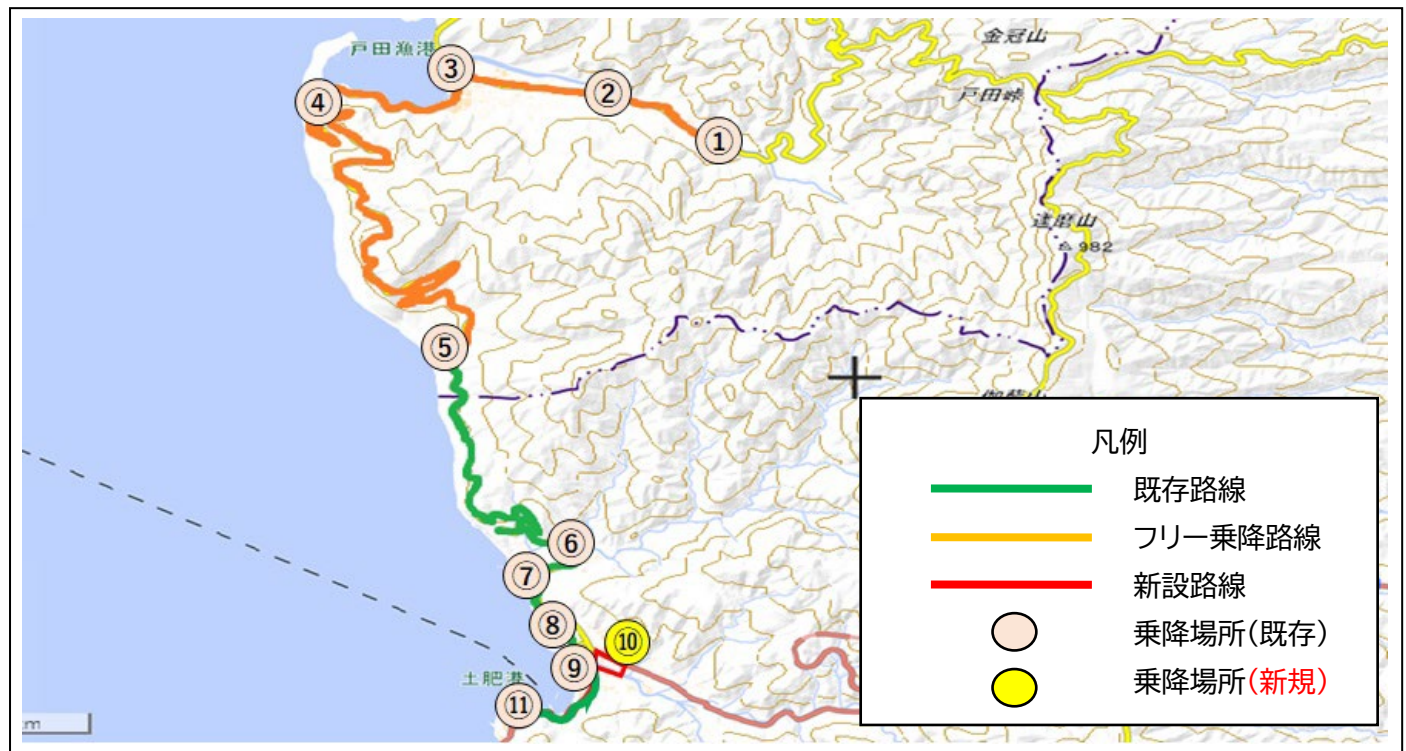 戸田漁港
金冠山
③
②
④
戸田峠
①
達磨山
982
⑤
凡例
既存路線
フリー乗降路線
⑥
⑦
新設路線
⑧
⑩
乗降場所(既存)
⑨
土肥港
乗降場所(新規)
⑪